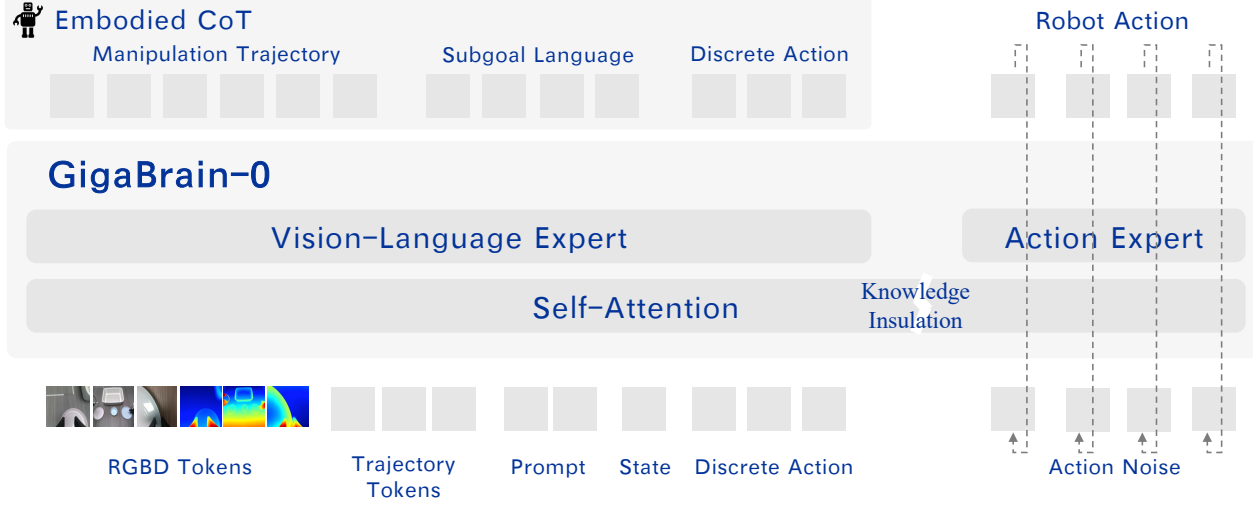 Embodied CoT
Manipulation Trajectory
Subgoal Language
Discrete Action
Robot Action
GigaBrain-0
Vision-Language Expert
Action Expert
Self-Attention
Knowledge
Insulation
RGBD Tokens
Trajectory
Tokens
Prompt
State
Discrete Action
Action Noise